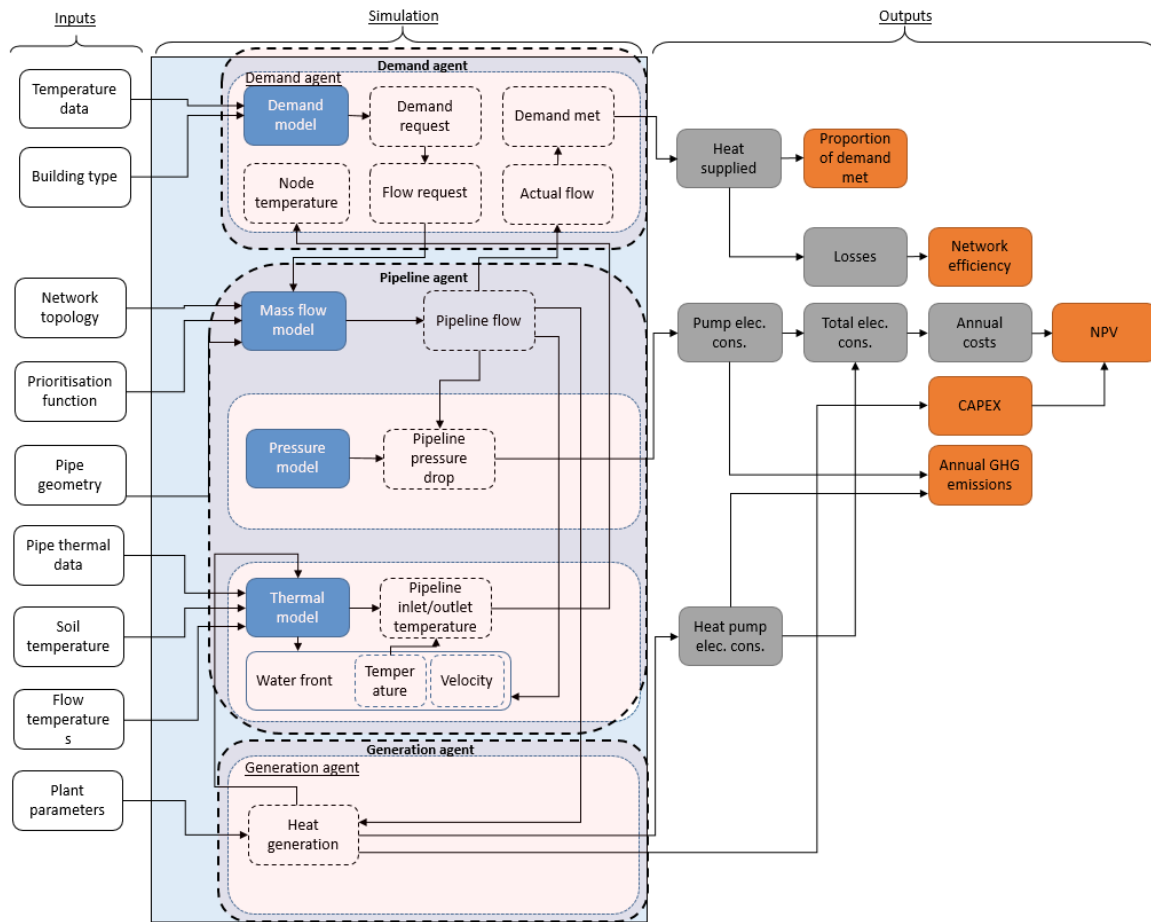 Inputs
Simulation
Outputs
Temperature
data
Building type
Network
topology
Prioritisation
function
Pipe
geometry
Pipe thermal
data
Soil
temperature
Flow
temperature
s
Plant
parameters
Demand agent
Demand agent
Demand
model
Demand
request
Demand met
Node
temperature
Flow request
Actual flow
Pipeline agent
Mass flow
model
Pipeline flow
Pressure model
Pipeline
pressure
drop
Thermal
model
Pipeline
inlet/outlet
temperature
Water front
Temper
ature
Velocity
Generation agent
Generation agent
Heat
generation
Heat
supplied
Proportion
of demand
met
Losses
Network
efficiency
Pump elec.
cons.
Total elec.
cons.
Annual
costs
NPV
CAPEX
Annual GHG
emissions
Heat pump
elec. cons.